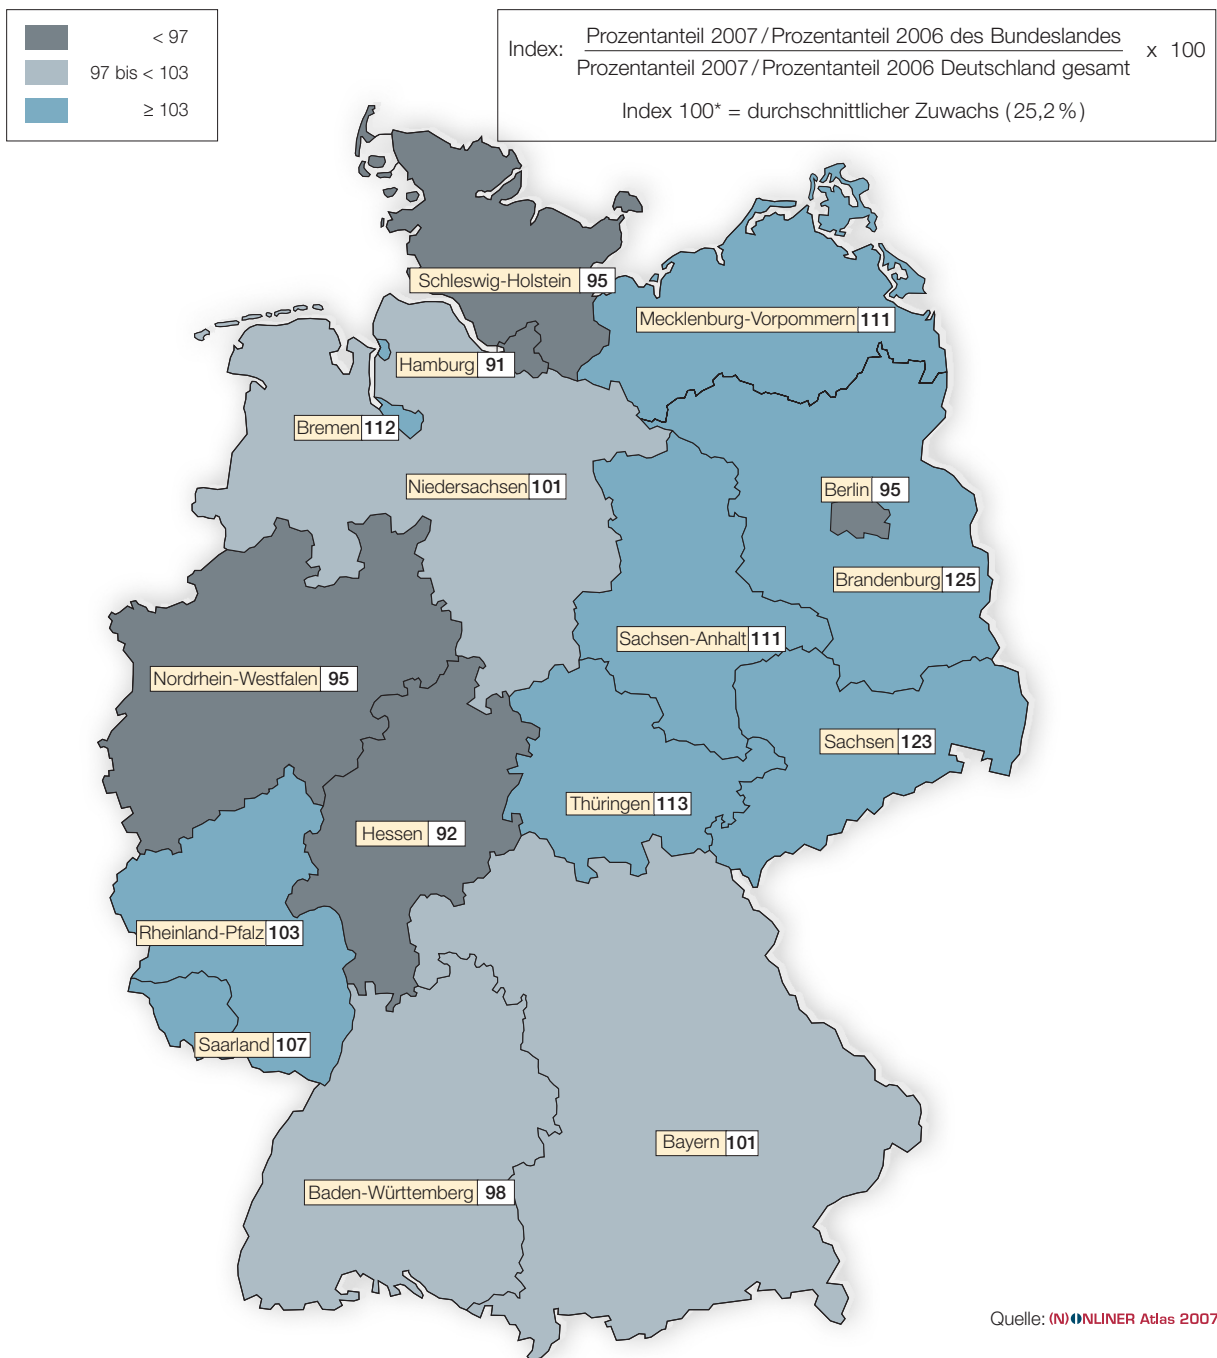 < 97
97 bis < 103
≥ 103
Index: Prozentanteil 2007/Prozentanteil 2006 des Bundeslandes x 100
Prozentanteil 2007/Prozentanteil 2006 Deutschland gesamt
Index 100* = durchschnittlicher Zuwachs (25,2%)
Schleswig-Holstein 95
Mecklenburg-Vorpommern 111
Hamburg 91
Bremen 112
Niedersachsen 101
Berlin 95
Brandenburg 125
Sachsen-Anhalt 111
Nordrhein-Westfalen 95
Sachsen 123
Thüringen 113
Hessen 92
Rheinland-Pfalz 103
Saarland 107
Bayern 101
Baden-Württemberg 98
Quelle: (N)ONLINER Atlas 2007